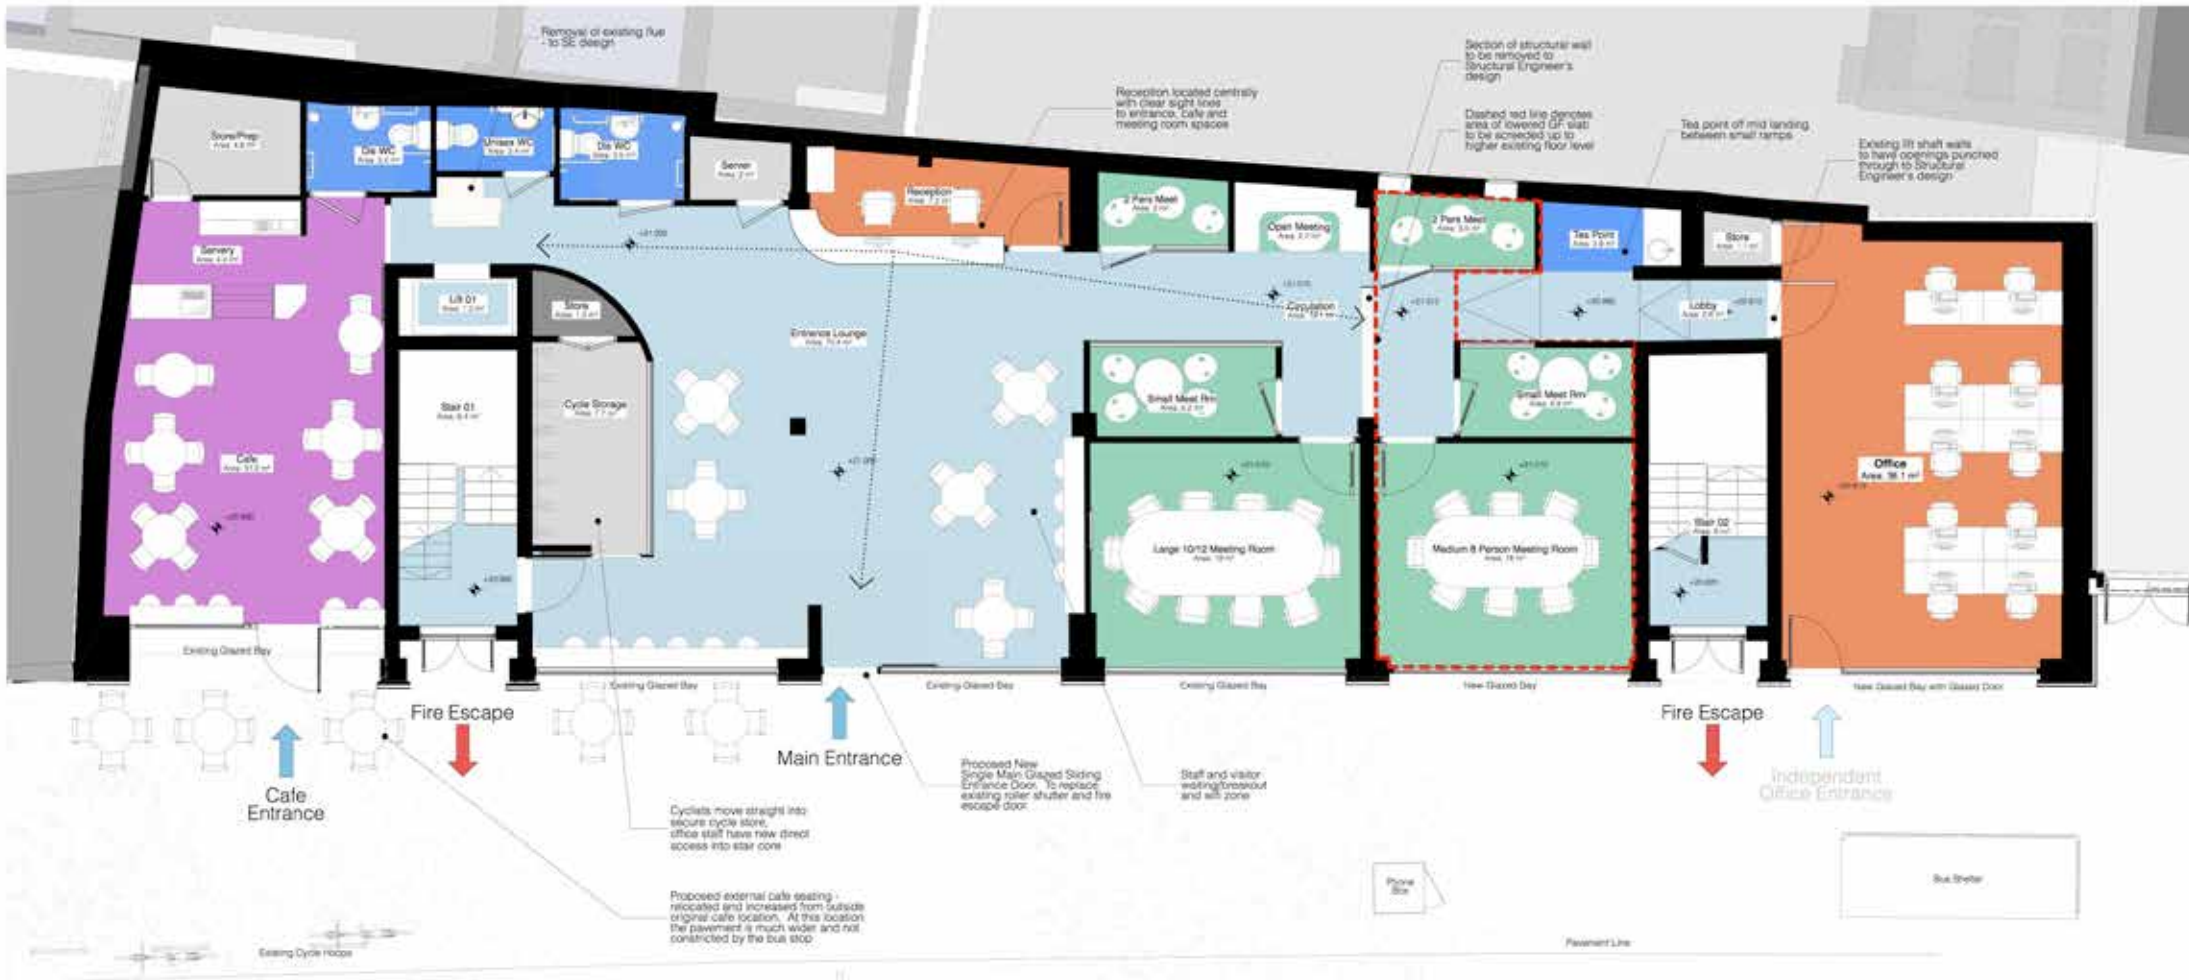 Removal of existing flue
- to SE design
Section of structural wall
to be removed to
Structural Engineer's
design
Reception located centrally
with clear sight lines
to entrance, cafe and
meeting room spaces
Dashed red line denotes
area of lowered GF slab
to be screeded up to
higher existing floor level
Tea point of mid landing
between small ramps
Existing lift shaft walls
to have openings punched
through to Structural
Engineer's design
Store/Prep
Dis WC
Unisex WC
Dis WC
Server
Reception
2 Pers Meet
Open Meeting
2 Pers Meet
Tea Point
Store
Servery
Lift 01
Store
Entrance Lounge
Circulation
Lobby
Stair 01
Cycle Storage
Small Meet Rm
Small Meet Rm
Cafe
Office
Area: 38.1 m²
Large 10/12 Meeting Room
Area: 19 m²
Medium 8 Person Meeting Room
Stair 02
Existing Glazed Bay
Existing Glazed Bay
Existing Glazed Bay
Existing Glazed Bay
New Glazed Bay
New Glazed Bay with Glazed Door
Fire Escape
Fire Escape
Main Entrance
Cafe
Entrance
Independent
Office Entrance
Proposed New
Single Main Glazed Sliding
Entrance Door. To replace
existing roller shutter and fire
escape door
Staff and visitor
waiting/breakout
and wifi zone
Cyclists move straight into
secure cycle store,
office staff have new direct
access into stair core
Proposed external cafe seating -
relocated and increased from outside
original cafe location. At this location
the pavement is much wider and not
constricted by the bus stop
Phone
Box
Bus Shelter
Existing Cycle Hoops
Pavement Line